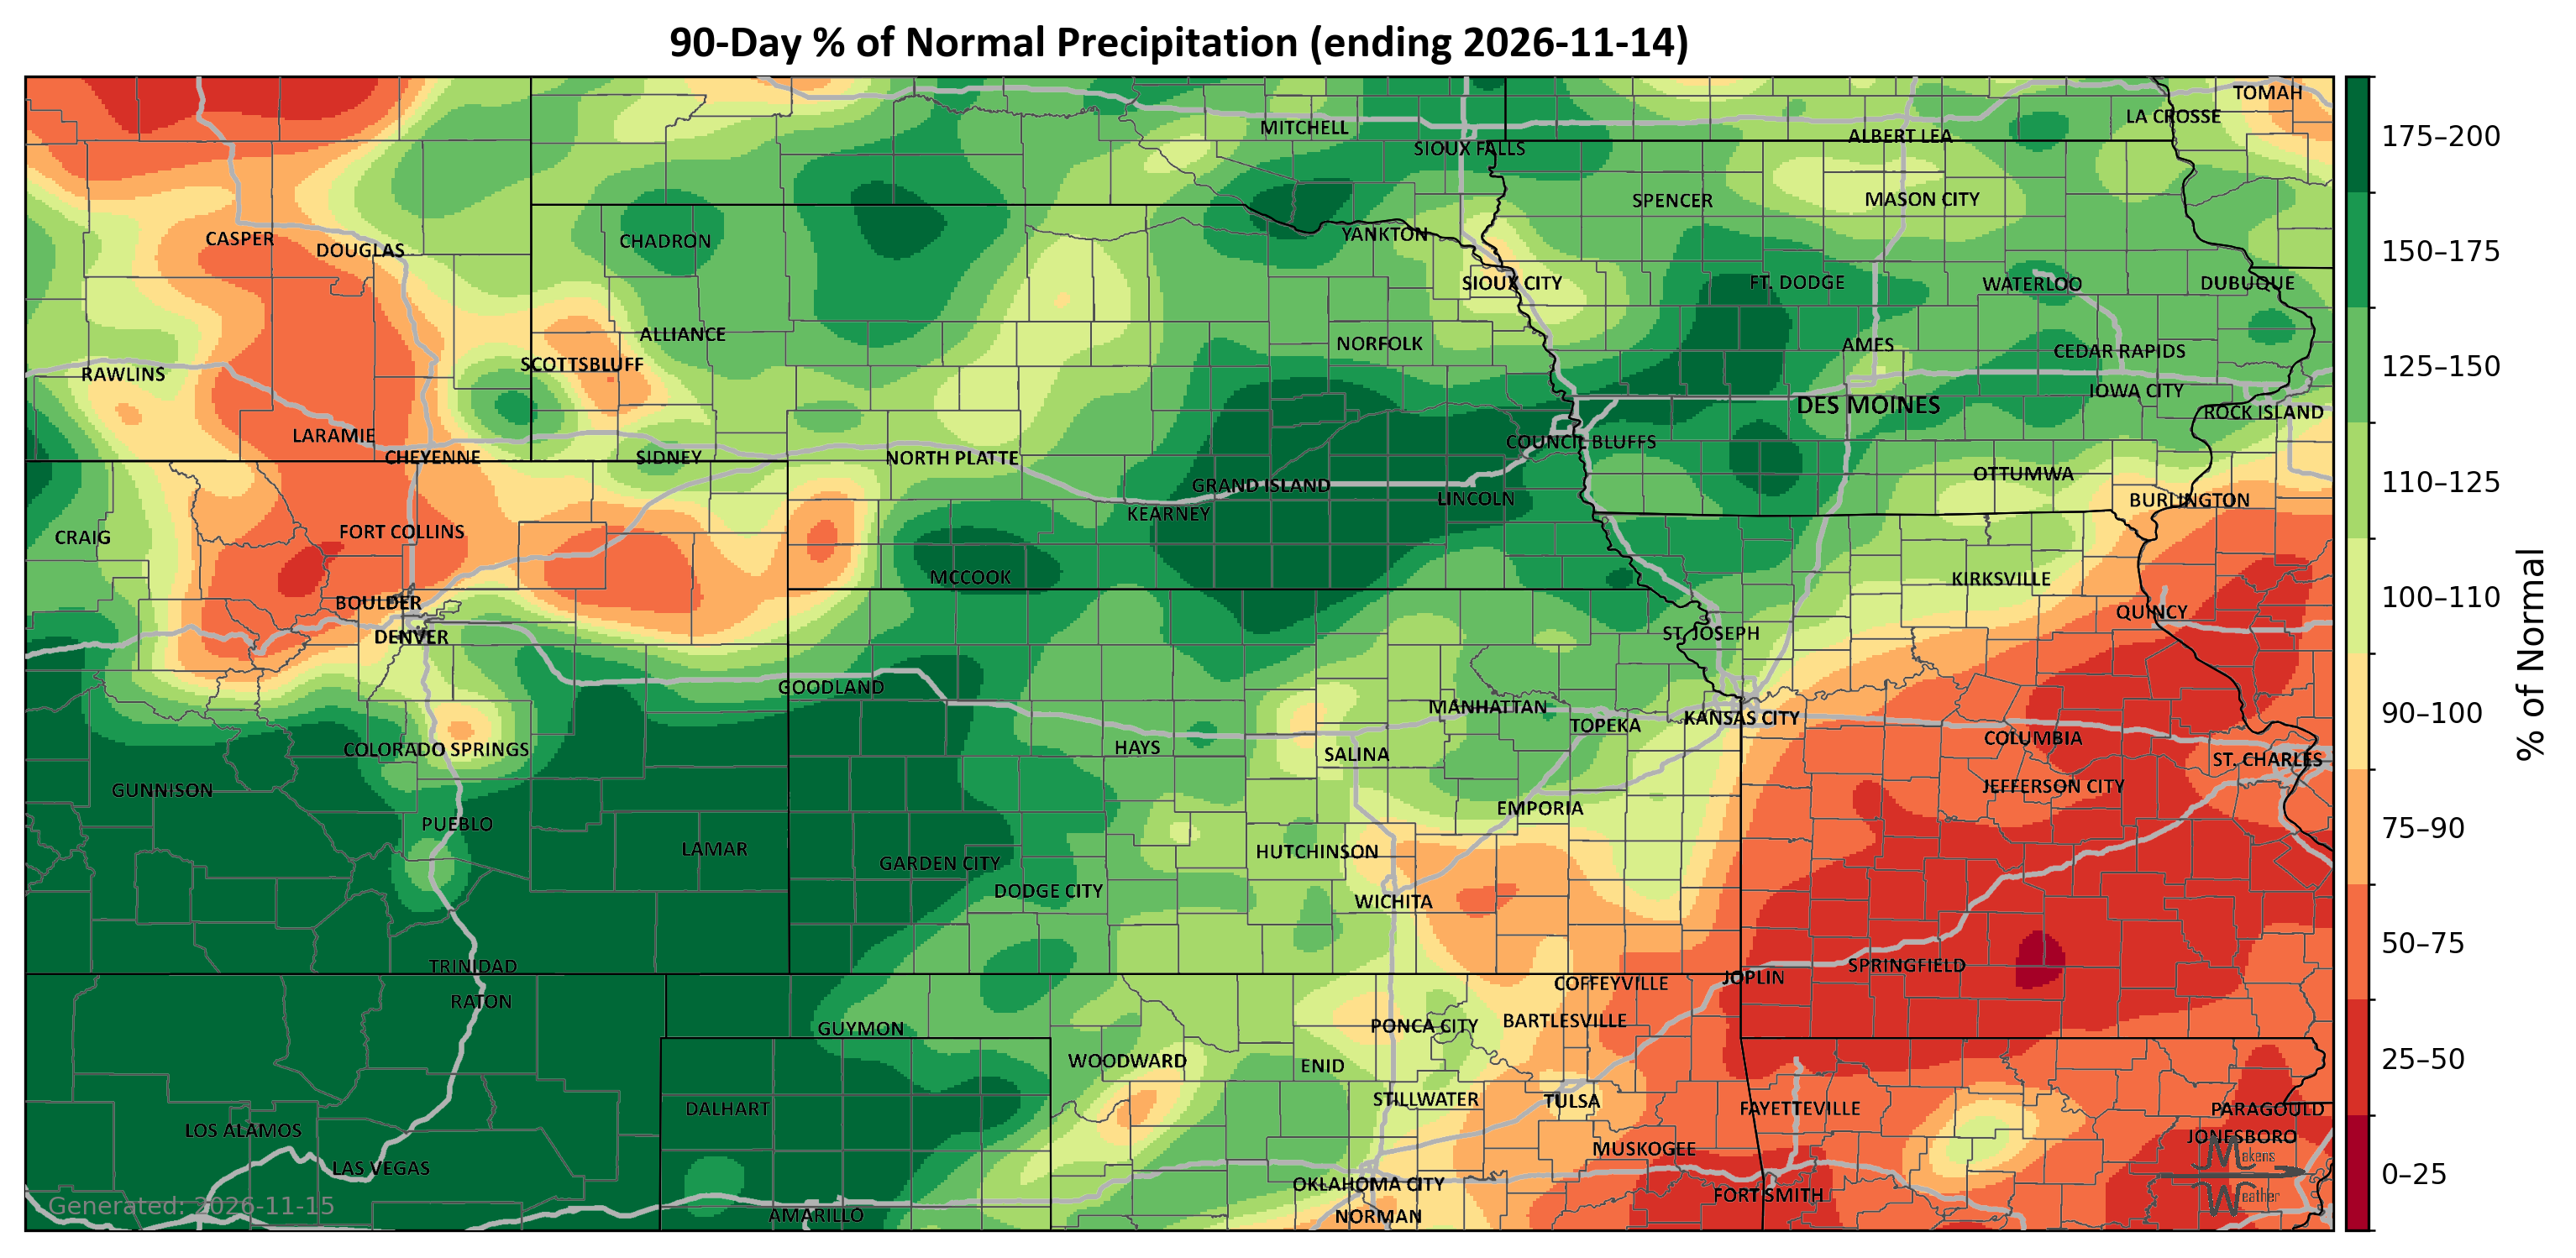 90-Day % of Normal Precipitation (ending 2026-11-14)
TOMAH
LA CROSSE
MITCHELL
ALBERT LEA
SIOUX FALLS
175–200
SPENCER
MASON CITY
CASPER
DOUGLAS
CHADRON
YANKTON
150–175
SIOUX CITY
FT. DODGE
WATERLOO
DUBUQUE
ALLIANCE
NORFOLK
AMES
CEDAR RAPIDS
SCOTTSBLUFF
125–150
RAWLINS
IOWA CITY
DES MOINES
ROCK ISLAND
LARAMIE
COUNCIL BLUFFS
CHEYENNE
SIDNEY
NORTH PLATTE
OTTUMWA
110–125
GRAND ISLAND
LINCOLN
BURLINGTON
KEARNEY
CRAIG
FORT COLLINS
MCCOOK
KIRKSVILLE
100–110
BOULDER
QUINCY
DENVER
ST. JOSEPH
GOODLAND
MANHATTAN
TOPEKA
KANSAS CITY
90–100
COLUMBIA
COLORADO SPRINGS
HAYS
SALINA
ST. CHARLES
GUNNISON
JEFFERSON CITY
EMPORIA
PUEBLO
75–90
LAMAR
GARDEN CITY
HUTCHINSON
DODGE CITY
WICHITA
50–75
TRINIDAD
SPRINGFIELD
JOPLIN
COFFEYVILLE
RATON
GUYMON
PONCA CITY
BARTLESVILLE
WOODWARD
ENID
25–50
DALHART
STILLWATER
TULSA
FAYETTEVILLE
PARAGOULD
LOS ALAMOS
JONESBORO
MUSKOGEE
Makens
LAS VEGAS
OKLAHOMA CITY
FORT SMITH
Weather
0–25
Generated: 2026-11-15
AMARILLO
NORMAN
% of Normal